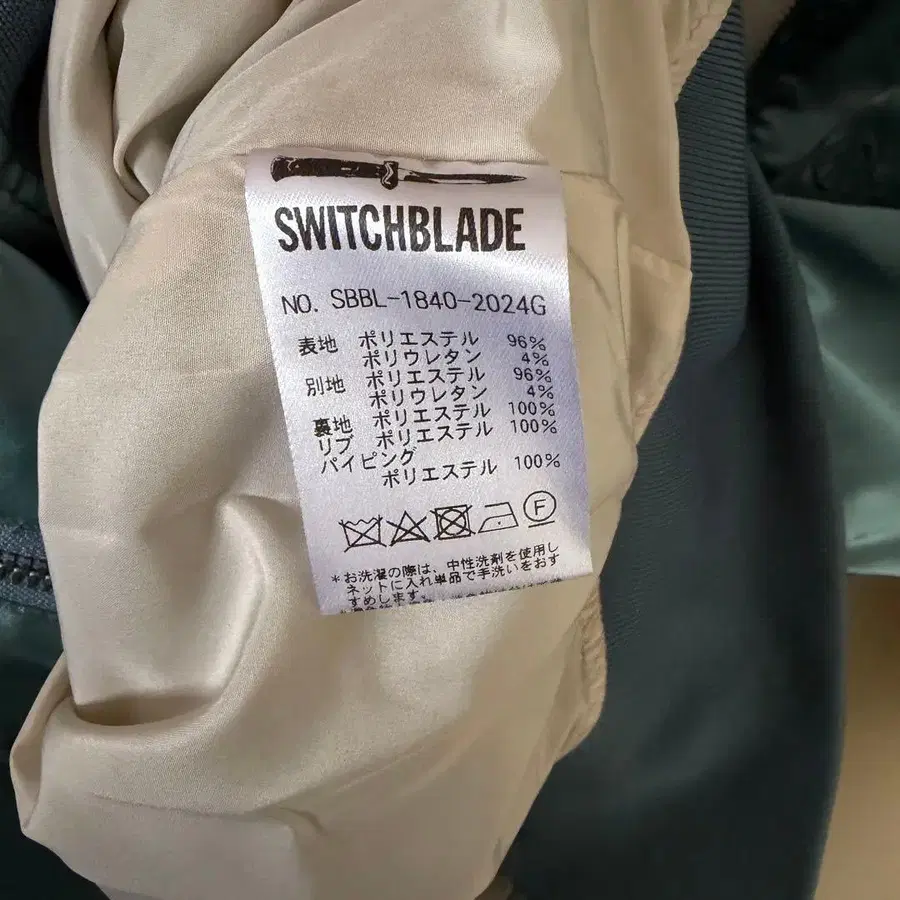 SWITCHBLADE
NO. SBBL-1840-2024G
表地 ポリエステル 96%
ポリウレタン 4%
別地 ポリエステル 96%
ポリウレタン 4%
裏地 ポリエステル 100%
リブ ポリエステル 100%
パイピング
ポリエステル 100%
F
*お洗濯の際は、中性洗剤を使用し
ネットに入れ単品で手洗いをおす
すめします。